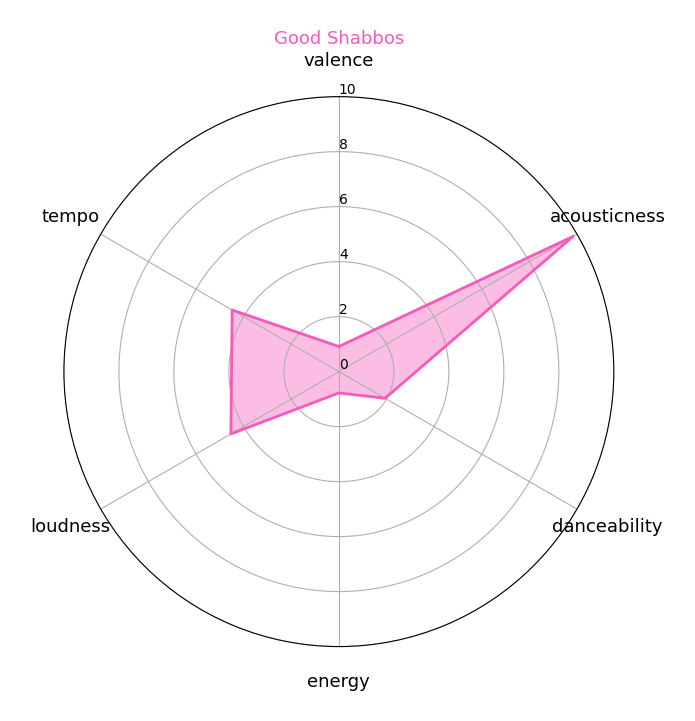 Good Shabbos
valence
10
8
tempo
acousticness
6
4
2
0
loudness
danceability
energy